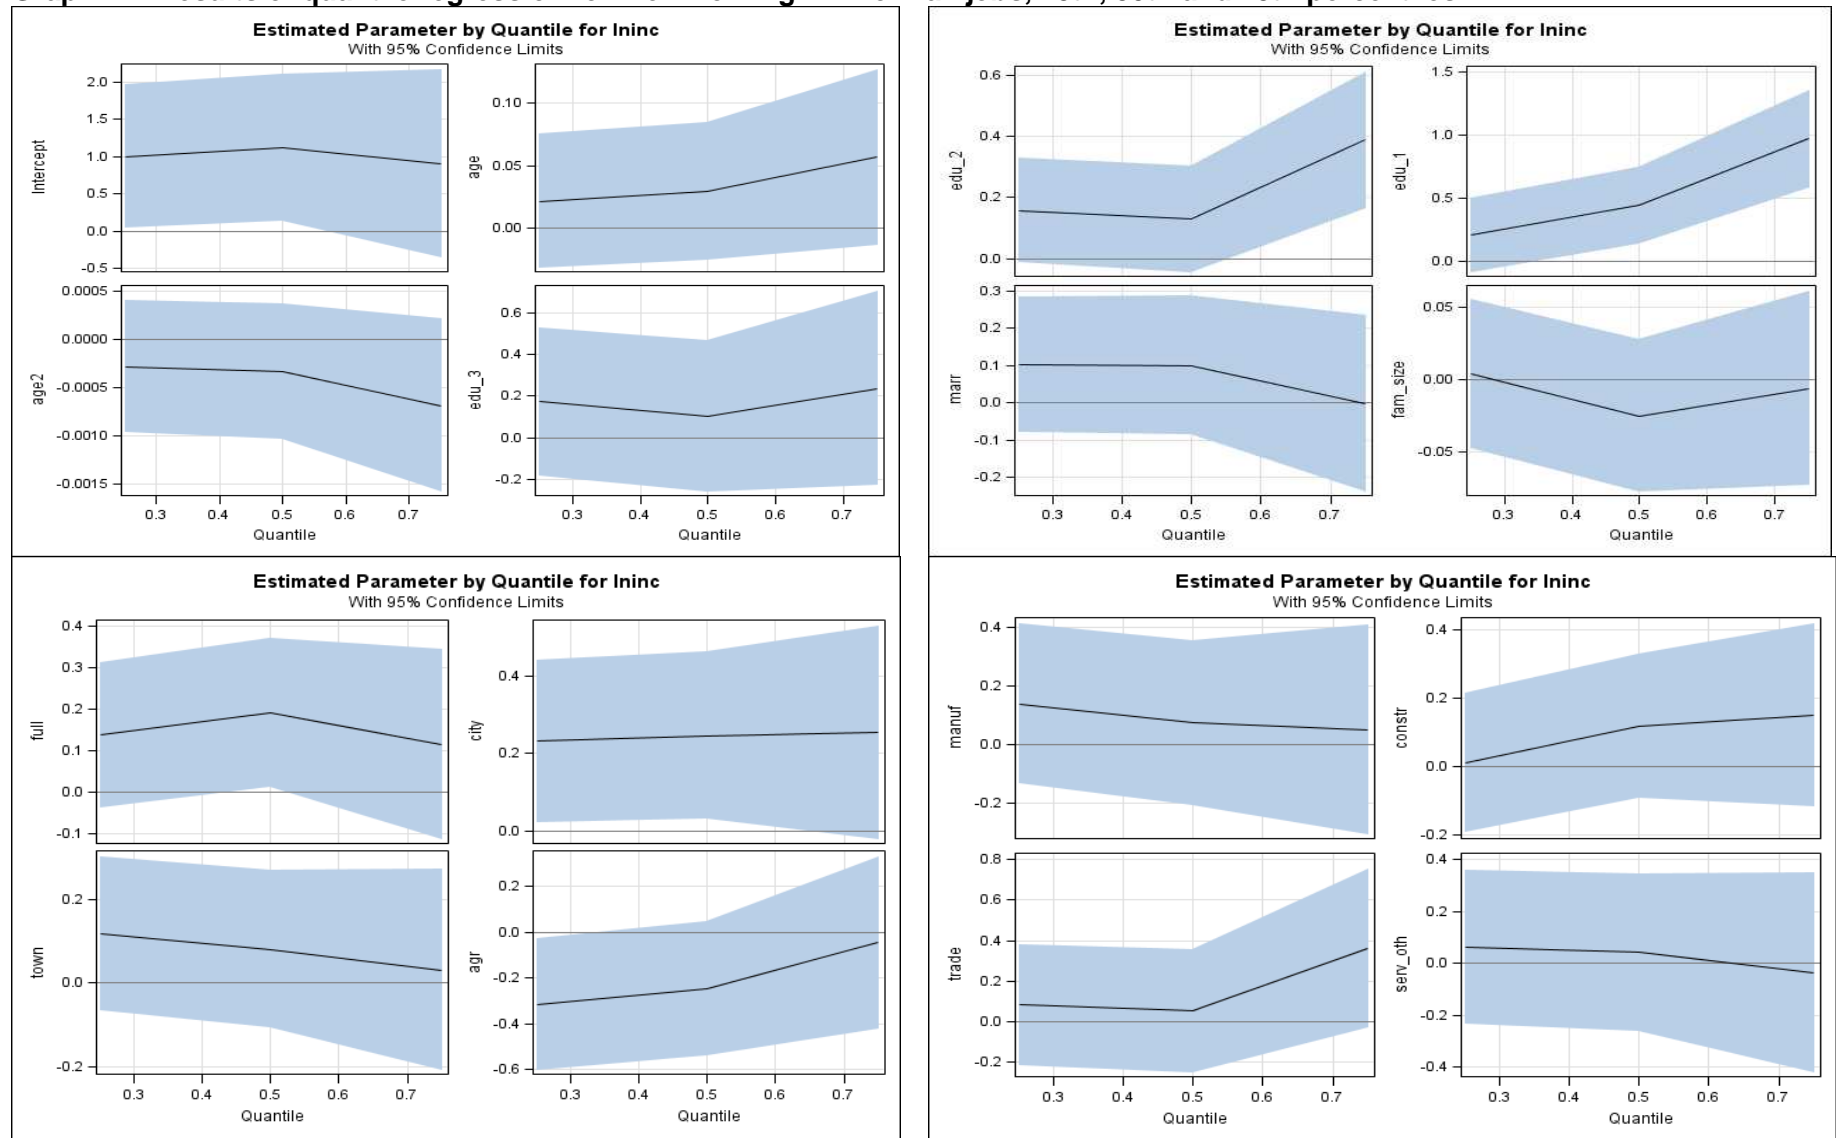 Estimated Parameter by Quantile for lninc
With 95% Confidence Limits
Intercept
2.0
1.5
1.0
0.5
0.0
-0.5
age
0.10
0.05
0.00
age2
0.0005
0.0000
-0.0005
-0.0010
-0.0015
edu_3
0.6
0.4
0.2
0.0
-0.2
0.3 0.4 0.5 0.6 0.7
Quantile
0.3 0.4 0.5 0.6 0.7
Quantile
Estimated Parameter by Quantile for lninc
With 95% Confidence Limits
edu_2
0.6
0.4
0.2
0.0
edu_1
1.5
1.0
0.5
0.0
marr
0.3
0.2
0.1
0.0
-0.1
-0.2
fam_size
0.05
0.00
-0.05
0.3 0.4 0.5 0.6 0.7
Quantile
0.3 0.4 0.5 0.6 0.7
Quantile
Estimated Parameter by Quantile for lninc
With 95% Confidence Limits
full
0.4
0.3
0.2
0.1
0.0
-0.1
city
0.4
0.2
0.0
town
0.2
0.0
-0.2
agr
0.2
0.0
-0.2
-0.4
-0.6
0.3 0.4 0.5 0.6 0.7
Quantile
0.3 0.4 0.5 0.6 0.7
Quantile
Estimated Parameter by Quantile for lninc
With 95% Confidence Limits
manuf
0.4
0.2
0.0
-0.2
constr
0.4
0.2
0.0
-0.2
trade
0.8
0.6
0.4
0.2
0.0
-0.2
serv_oth
0.4
0.2
0.0
-0.2
-0.4
0.3 0.4 0.5 0.6 0.7
Quantile
0.3 0.4 0.5 0.6 0.7
Quantile